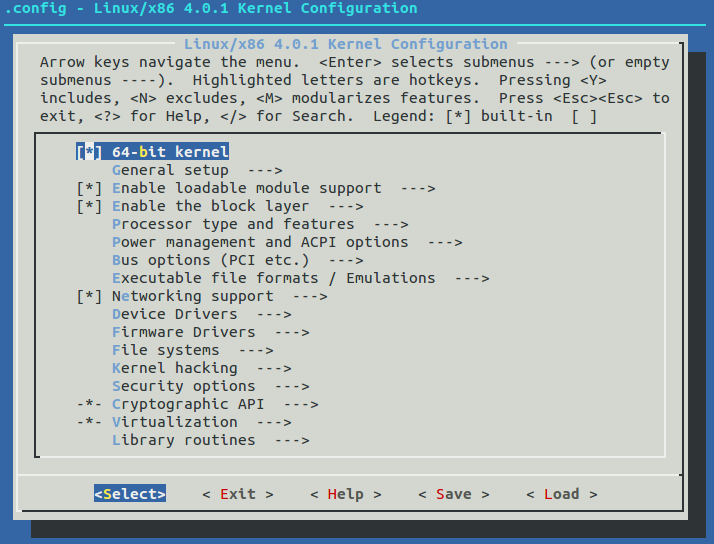 .config - Linux/x86 4.0.1 Kernel Configuration
Linux/x86 4.0.1 Kernel Configuration
Arrow keys navigate the menu.  <Enter> selects submenus ---> (or empty
submenus ----).  Highlighted letters are hotkeys.  Pressing <Y>
includes, <N> excludes, <M> modularizes features.  Press <Esc><Esc> to
exit, <?> for Help, </> for Search.  Legend: [*] built-in  [ ]
[*] 64-bit kernel
General setup  --->
[*] Enable loadable module support  --->
[*] Enable the block layer  --->
Processor type and features  --->
Power management and ACPI options  --->
Bus options (PCI etc.)  --->
Executable file formats / Emulations  --->
[*] Networking support  --->
Device Drivers  --->
Firmware Drivers  --->
File systems  --->
Kernel hacking  --->
Security options  --->
-*- Cryptographic API  --->
-*- Virtualization  --->
Library routines  --->
<Select>    < Exit >    < Help >    < Save >    < Load >